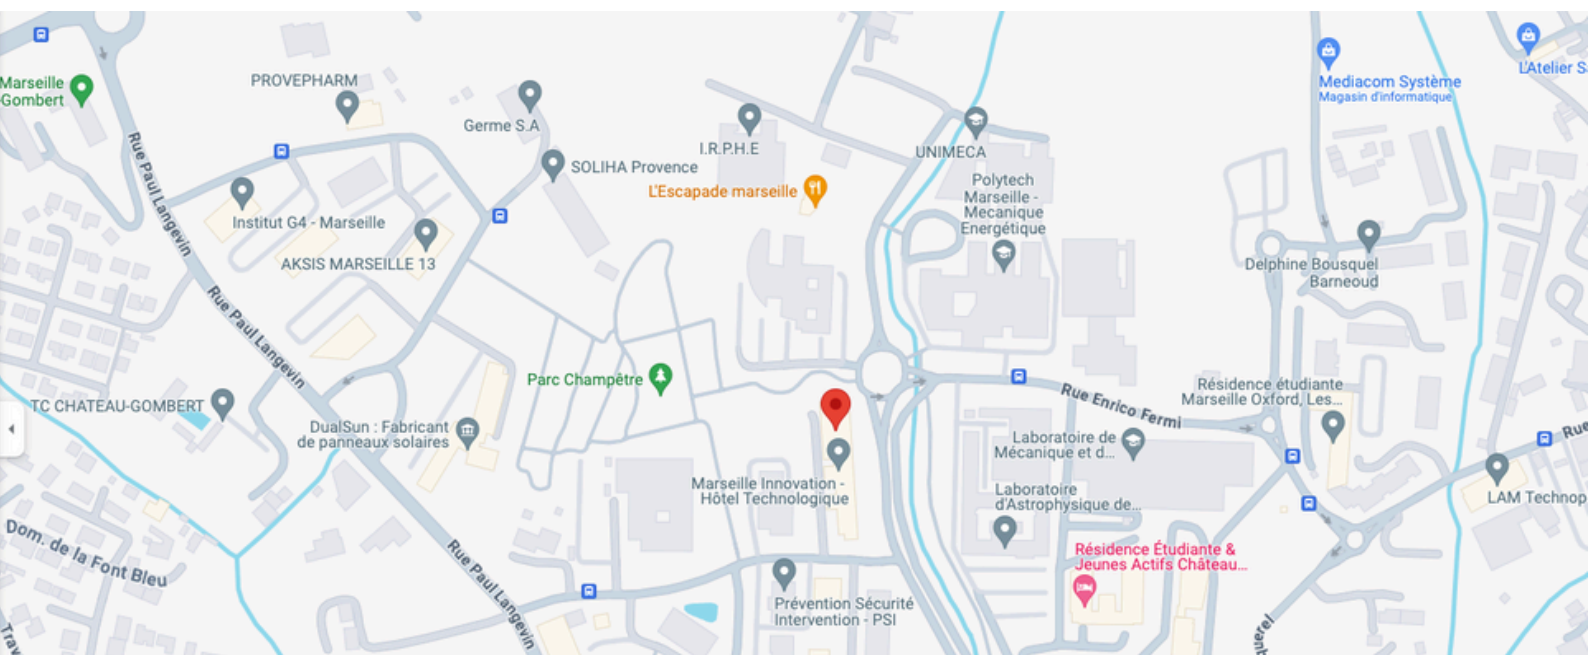 Marseille
Gombert
PROVEPHARM
Germe S.A
SOLIHA Provence
I.R.P.H.E
L'Escapade marseille
UNIMECA
Polytech
Marseille -
Mecanique
Energétique
Mediacom Système
Magasin d'informatique
L'Atelier S
Rue Paul Langevin
Institut G4 - Marseille
AKSIS MARSEILLE 13
Delphine Bousquel
Barneoud
Rue Paul Langevin
Parc Champêtre
TC CHATEAU-GOMBERT
DualSun : Fabricant
de panneaux solaires
Rue Enrico Fermi
Résidence étudiante
Marseille Oxford, Les...
Laboratoire de
Mécanique et d...
Rue
Marseille Innovation -
Hôtel Technologique
Laboratoire
d'Astrophysique de...
LAM Technop
Dom. de la Font Bleu
Rue Paul Langevin
Résidence Étudiante &
Jeunes Actifs Château...
Prévention Sécurité
Intervention - PSI
Trav
querel